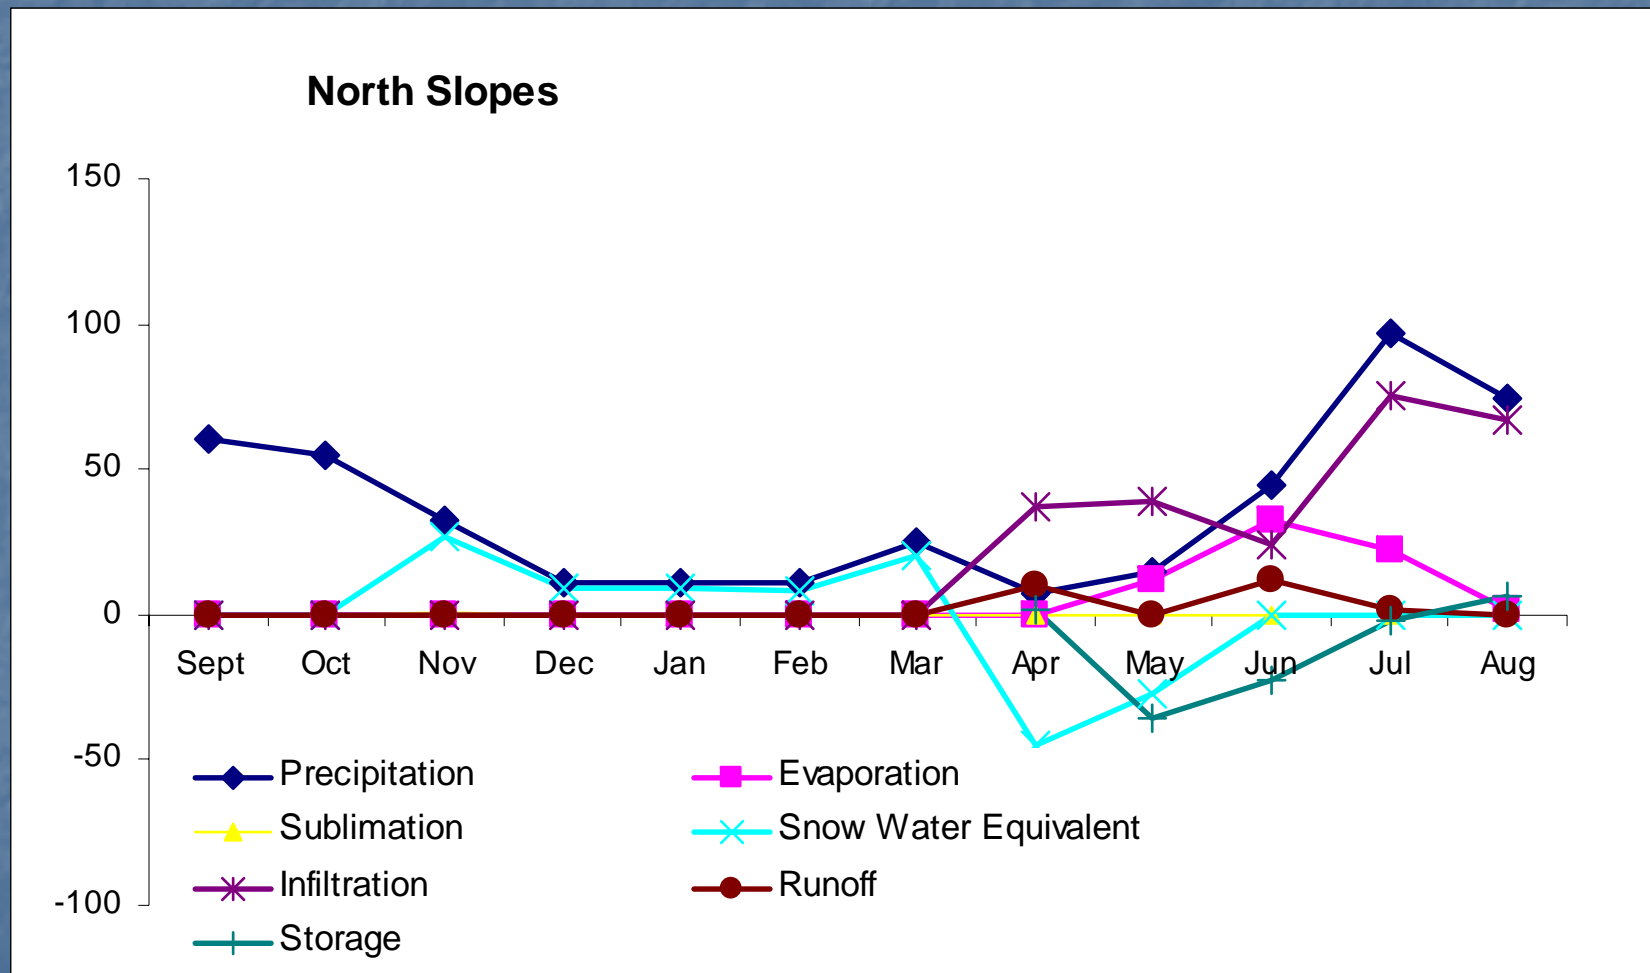 North Slopes
150
100
50
0
Sept Oct Nov Dec Jan Feb Mar Apr May Jun Jul Aug
-50
Precipitation Evaporation
Sublimation Snow Water Equivalent
Infiltration Runoff
-100
Storage